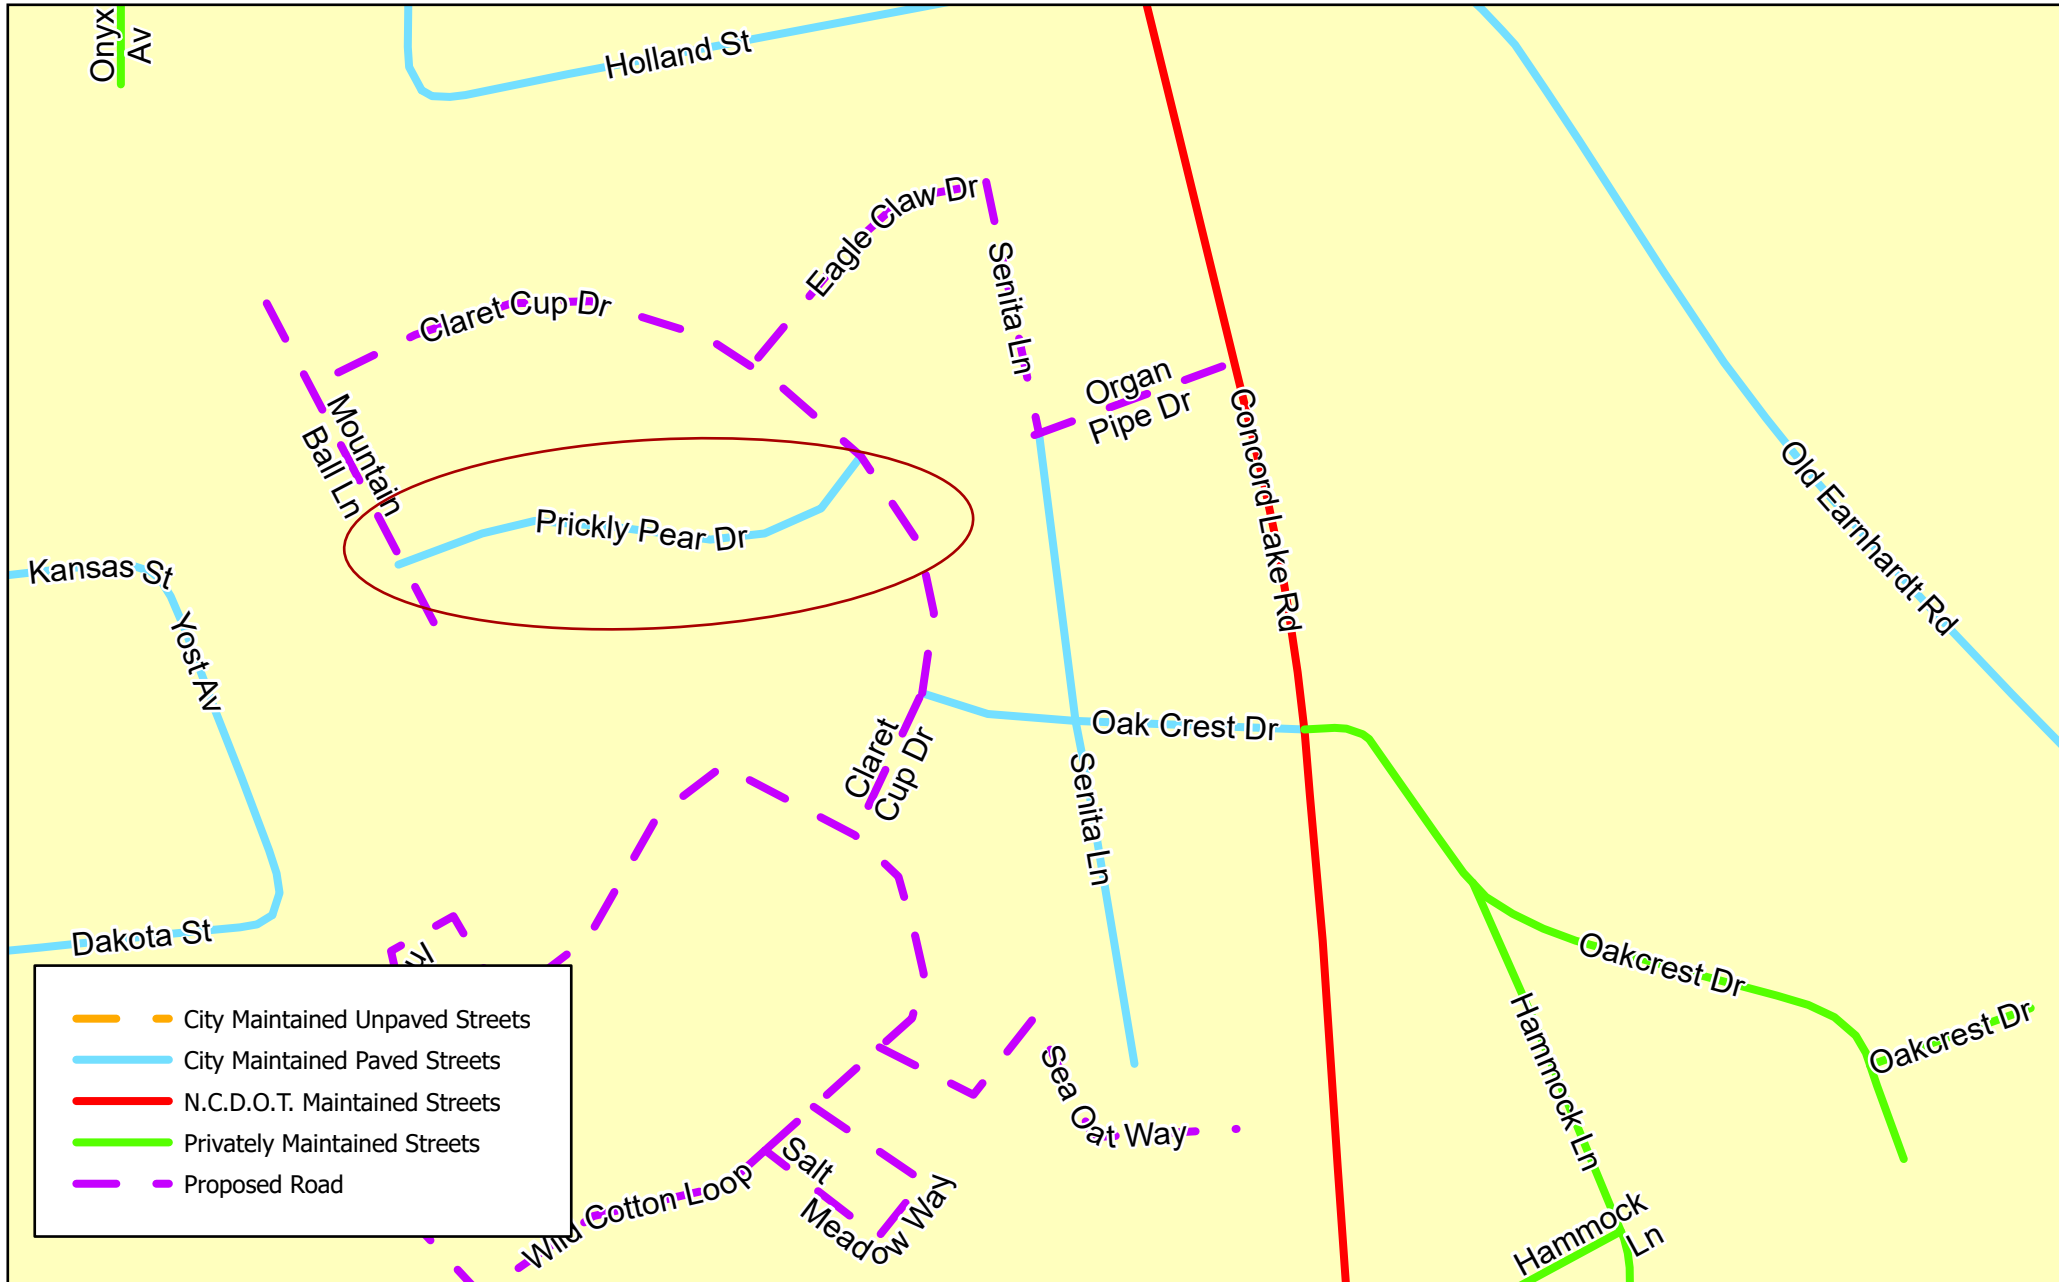 Onyx
Av
Holland St
Eagle Claw Dr
Senita Ln
Claret Cup Dr
Organ
Pipe Dr
Mountain
Ball Ln
Concord Lake Rd
Old Earnhardt Rd
Prickly Pear Dr
Kansas St
Yost Av
Oak Crest Dr
Claret
Cup Dr
Senita Ln
Dakota St
Oakcrest Dr
Oakcrest Dr
Hammock Ln
Sea Oat Way
Salt
Meadow Way
Wild Cotton Loop
Hammock
Ln
City Maintained Unpaved Streets
City Maintained Paved Streets
N.C.D.O.T. Maintained Streets
Privately Maintained Streets
Proposed Road